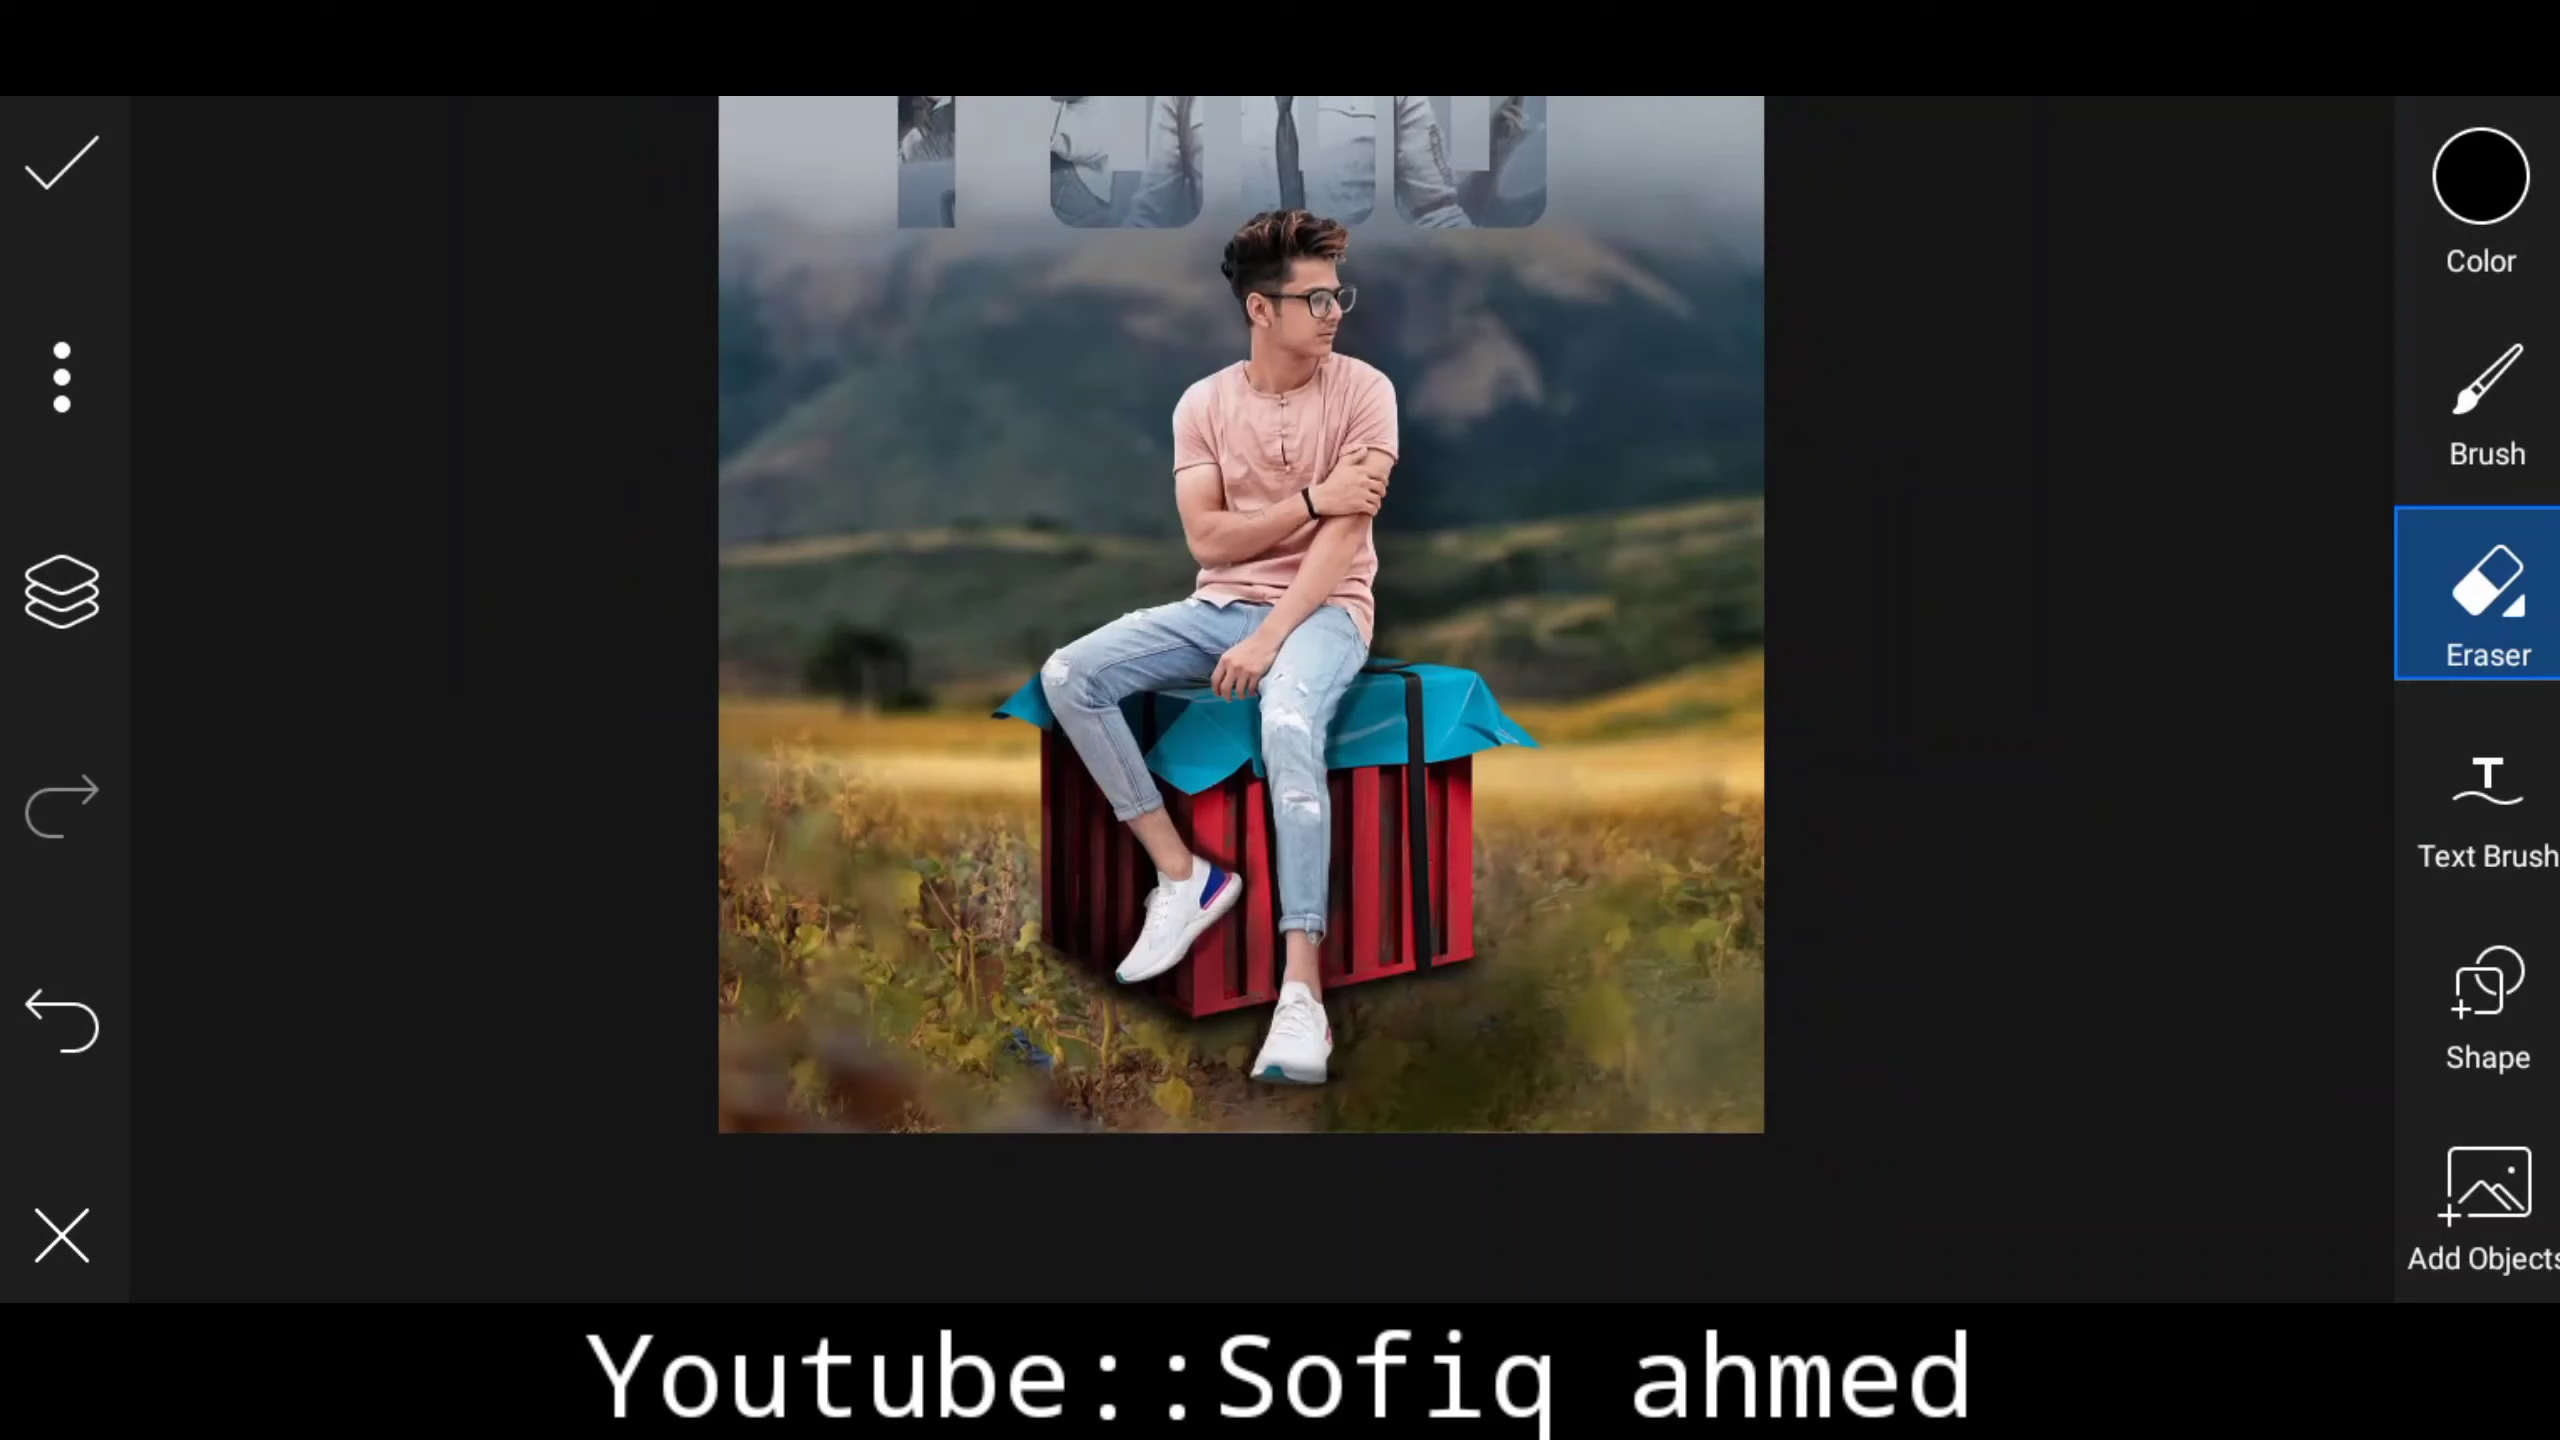 Color
Brush
Eraser
Text Brush
Shape
Add Objects
Youtube::Sofiq ahmed